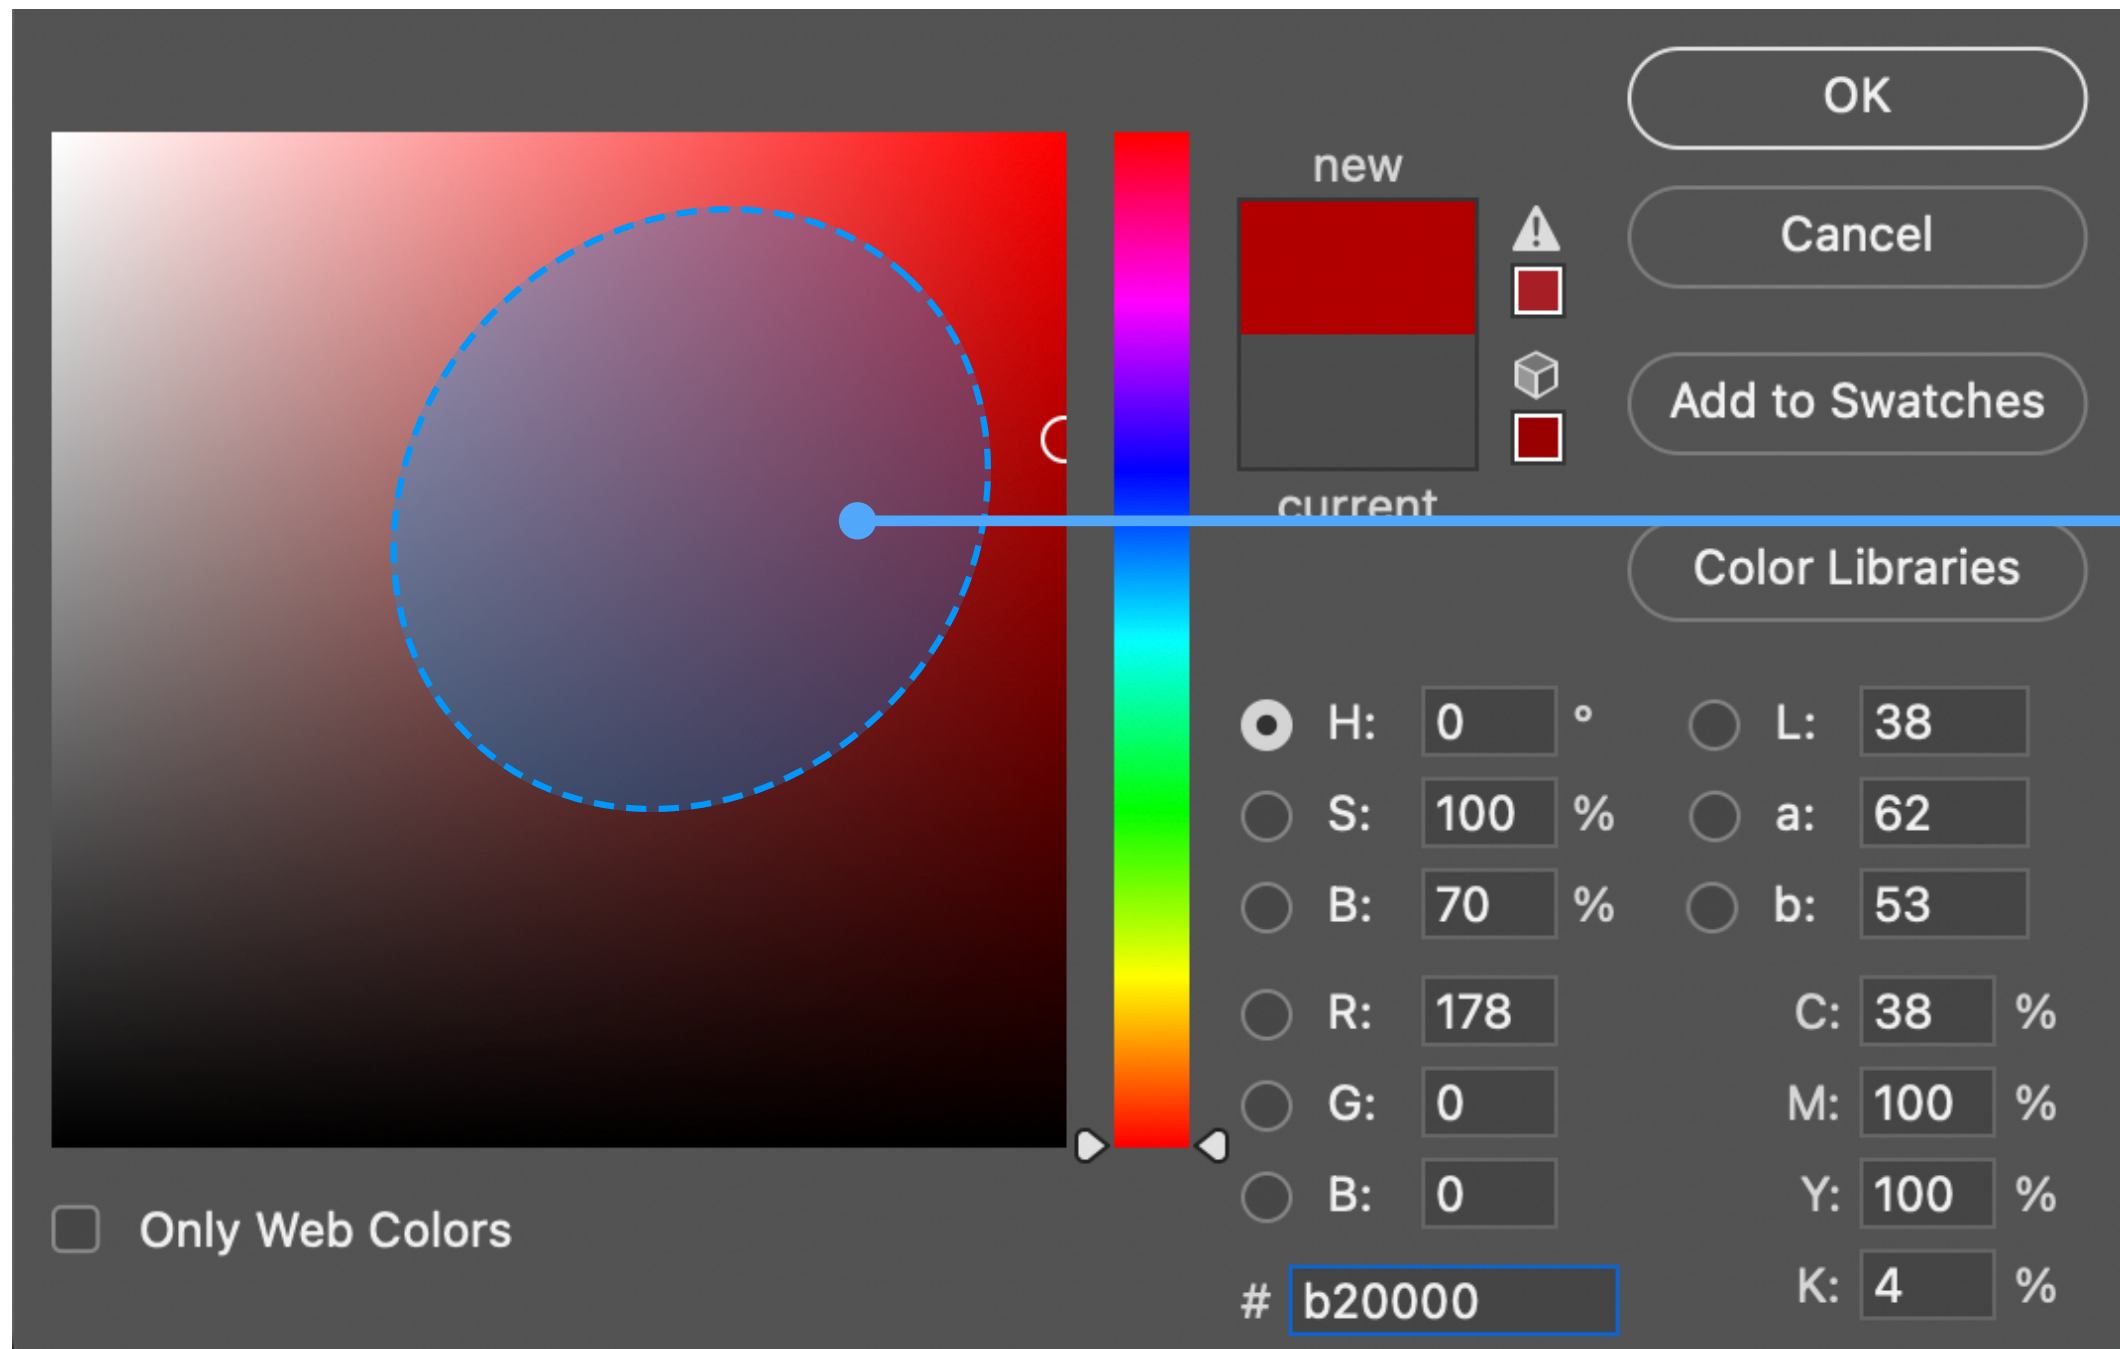 OK
new
Cancel
Add to Swatches
current
Color Libraries
H: 0 ° L: 38
S: 100 % a: 62
B: 70 % b: 53
R: 178 C: 38 %
G: 0 M: 100 %
B: 0 Y: 100 %
Only Web Colors
# b20000 K: 4 %